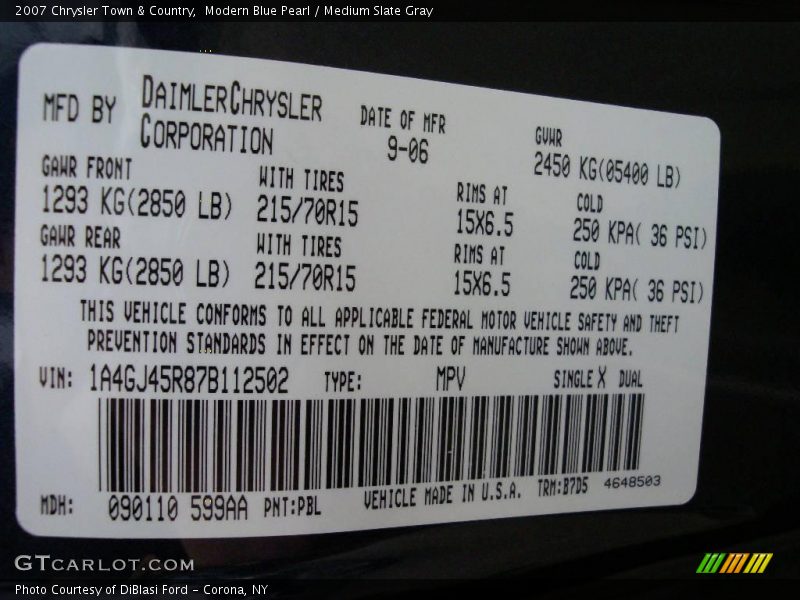 2007 Chrysler Town & Country, Modern Blue Pearl / Medium Slate Gray
MFD BY DAIMLERCHRYSLER CORPORATION
DATE OF MFR
9-06
GVWR
2450 KG(05400 LB)
GAWR FRONT
1293 KG(2850 LB)
WITH TIRES
215/70R15
RIMS AT
15X6.5
COLD
250 KPA( 36 PSI)
GAWR REAR
1293 KG(2850 LB)
WITH TIRES
215/70R15
RIMS AT
15X6.5
COLD
250 KPA( 36 PSI)
THIS VEHICLE CONFORMS TO ALL APPLICABLE FEDERAL MOTOR VEHICLE SAFETY AND THEFT
PREVENTION STANDARDS IN EFFECT ON THE DATE OF MANUFACTURE SHOWN ABOVE.
VIN: 1A4GJ45R87B112502 TYPE: MPV SINGLE X DUAL
MDH: 090110 599AA PNT:PBL VEHICLE MADE IN U.S.A. TRM:B7D5 4648503
GTCARLOT.COM
Photo Courtesy of DiBlasi Ford - Corona, NY